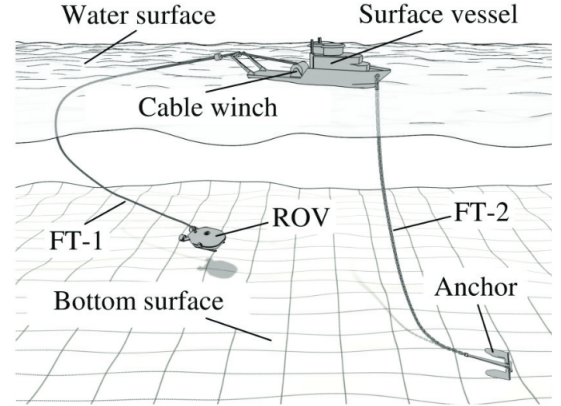 Water surface
Surface vessel
Cable winch
FT-1
ROV
FT-2
Bottom surface
Anchor